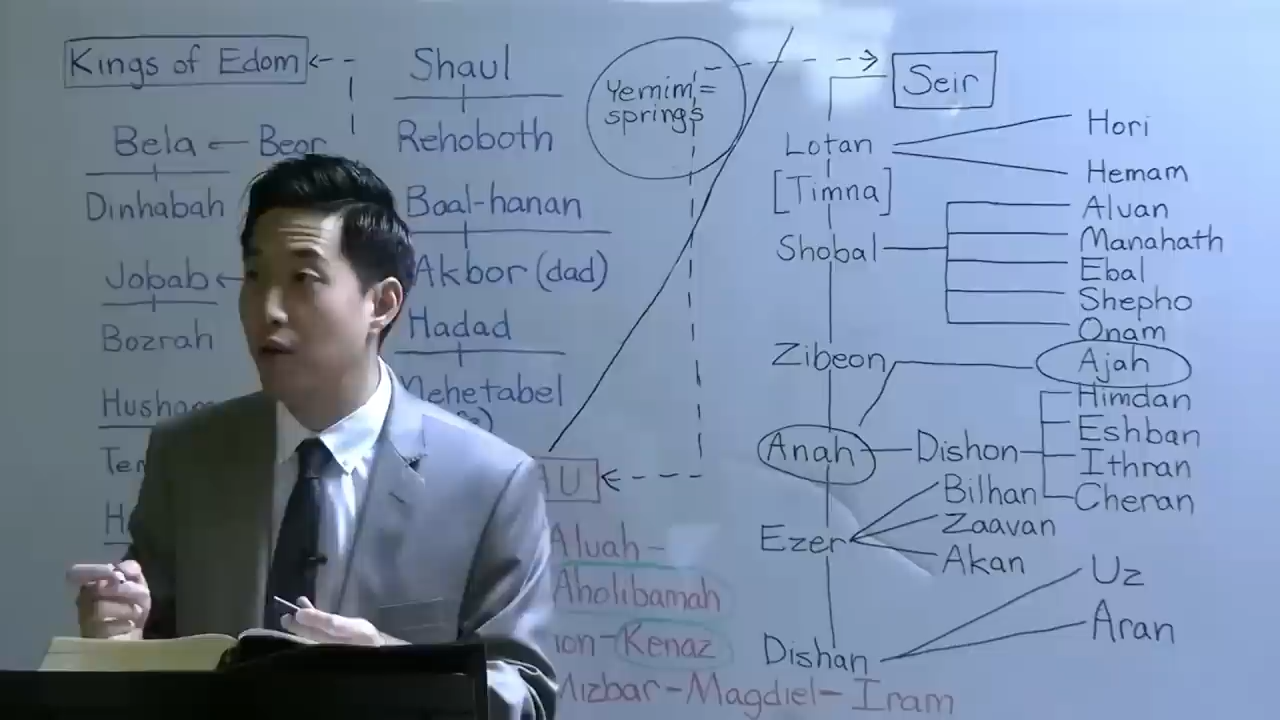 Kings of Edom
Bela ← Beor
Dinhabah
Jobab ←
Bozrah
Shaul
Rehoboth
Baal-hanan
Akbor (dad)
Hadad
Mehetabel
Yemim =
springs
U
Aluah -
Aholibamah
Kenaz
Mizbar - Magdiel - Iram
Seir
Lotan
[Timna]
Shobal
Zibeon
Anah
Dishon
Ezer
Dishan
Hori
Hemam
Aluan
Manahath
Ebal
Shepho
Onam
Ajah
Himdan
Eshban
Ithran
Cheran
Bilhan
Zaavan
Akan
Uz
Aran